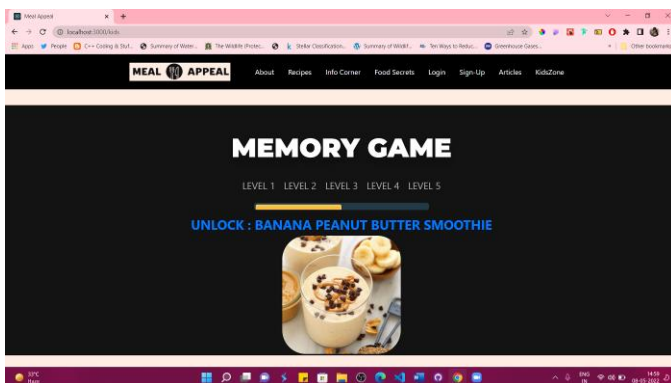 Meal Appeal
localhost:3000/kids
Apps People C++ Coding & Stuf... Summary of Water... The Wildlife (Protec... Stellar Classification... Summary of Wildlif... Ten Ways to Reduc... Greenhouse Gases... Other bookmarks
MEAL APPEAL About Recipes Info Corner Food Secrets Login Sign-Up Articles KidsZone
MEMORY GAME
LEVEL 1 LEVEL 2 LEVEL 3 LEVEL 4 LEVEL 5
UNLOCK : BANANA PEANUT BUTTER SMOOTHIE
33°C
Haze
ENG
IN
14:59
08-05-2022